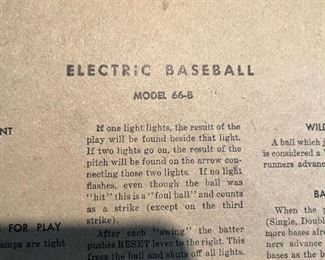 ELECTRIC BASEBALL
MODEL 66-B
NT
E FOR PLAY
amps are tight
If one light lights, the result of the
play will be found beside that light.
If two lights go on, the result of the
pitch will be found on the arrow con-
necting those two lights. If no light
flashes, even though the ball was
"hit" this is a "foul ball" and counts
as a strike (except on the third
strike).
After each "swing" the batter
pushes RESET lever to the right. This
frees the ball and shuts off all lights.
WILD
A ball which j
is considered a
runners advance
BA
When the p
(Single, Doubl
more bases alre
ners advance
bases as the b